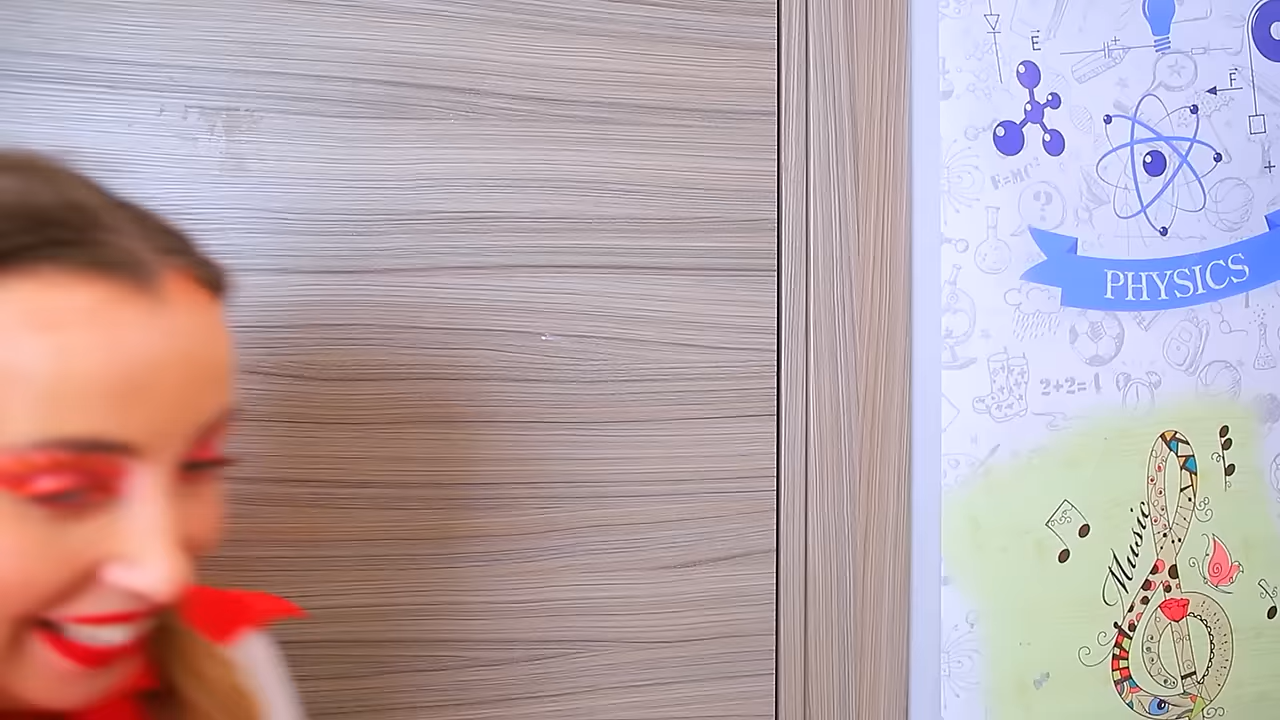 E
F
E=MC²
?
PHYSICS
2+2=4
Music